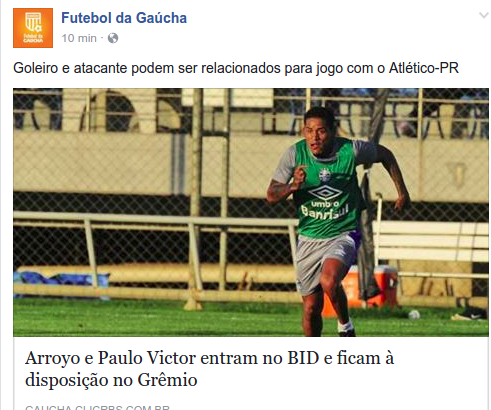 Futebol da Gaúcha
10 min ·
Goleiro e atacante podem ser relacionados para jogo com o Atlético-PR
umbro
Banrisul
Arroyo e Paulo Victor entram no BID e ficam à
disposição no Grêmio
GAUCHA.CLICRBS.COM.BR